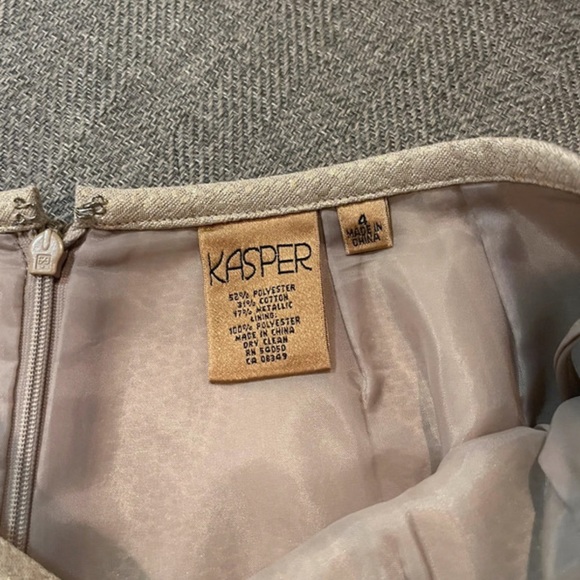 KASPER
52% POLYESTER
31% COTTON
17% METALLIC
LINING:
100% POLYESTER
MADE IN CHINA
DRY CLEAN
RN 59050
CA 08349
4
MADE IN
CHINA